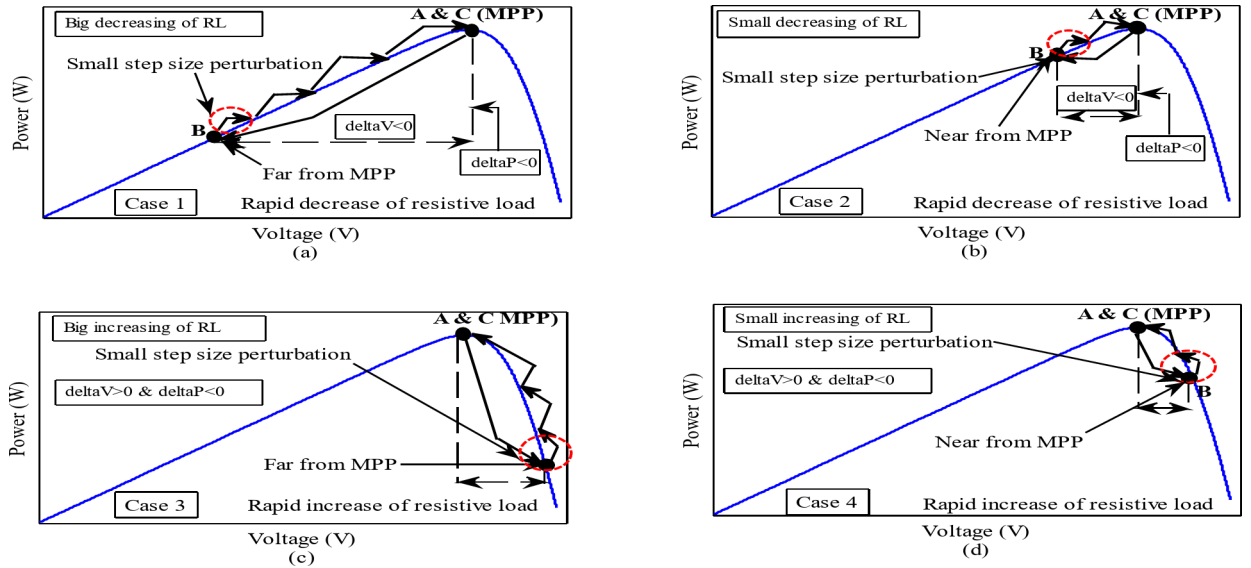 Big decreasing of RL
A & C (MPP)
Small step size perturbation
B
deltaV<0
deltaP<0
Far from MPP
Case 1
Rapid decrease of resistive load
Power (W)
Voltage (V)
(a)
Small decreasing of RL
A & C (MPP)
B
Small step size perturbation
deltaV<0
Near from MPP
deltaP<0
Case 2
Rapid decrease of resistive load
Power (W)
Voltage (V)
(b)
Big increasing of RL
A & C MPP)
Small step size perturbation
deltaV>0 & deltaP<0
Far from MPP
Case 3
Rapid increase of resistive load
Power (W)
Voltage (V)
(c)
Small increasing of RL
A & C (MPP)
Small step size perturbation
deltaV>0 & deltaP<0
B
Near from MPP
Case 4
Rapid increase of resistive load
Power (W)
Voltage (V)
(d)